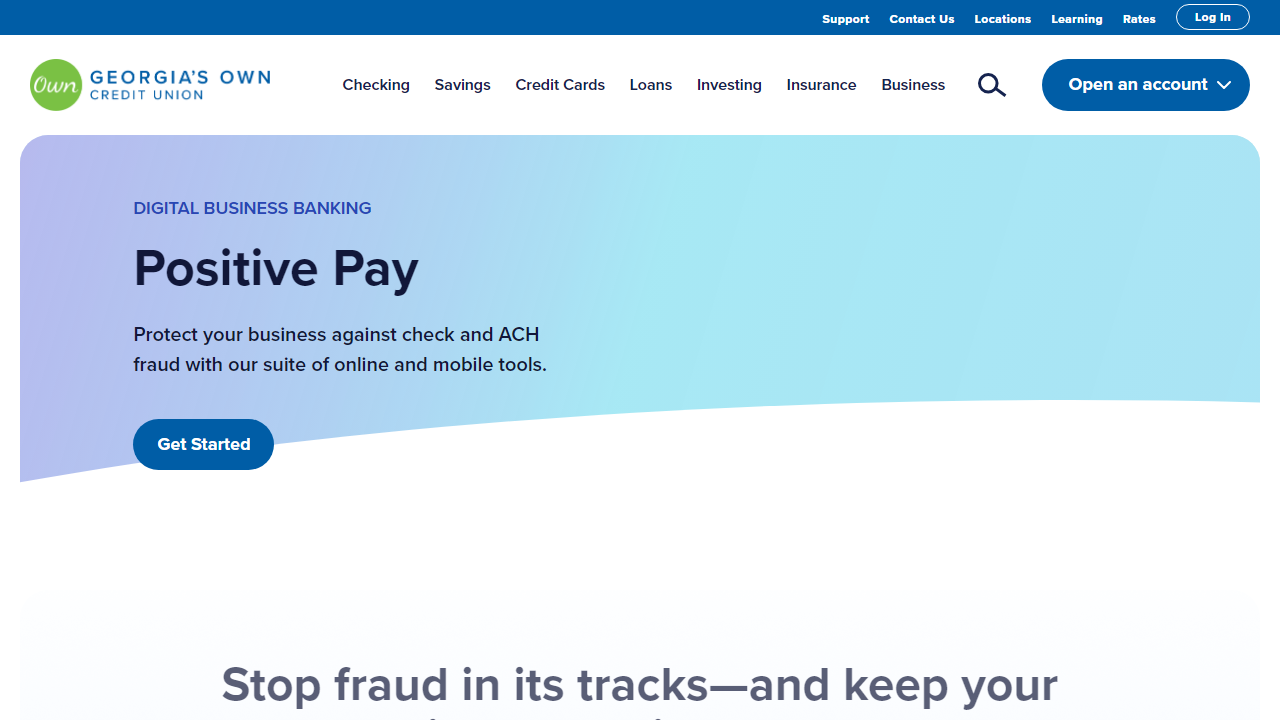 Support Contact Us Locations Learning Rates Log In
Own GEORGIA'S OWN
CREDIT UNION
Checking Savings Credit Cards Loans Investing Insurance Business Open an account
DIGITAL BUSINESS BANKING
Positive Pay
Protect your business against check and ACH
fraud with our suite of online and mobile tools.
Get Started
Stop fraud in its tracks—and keep your